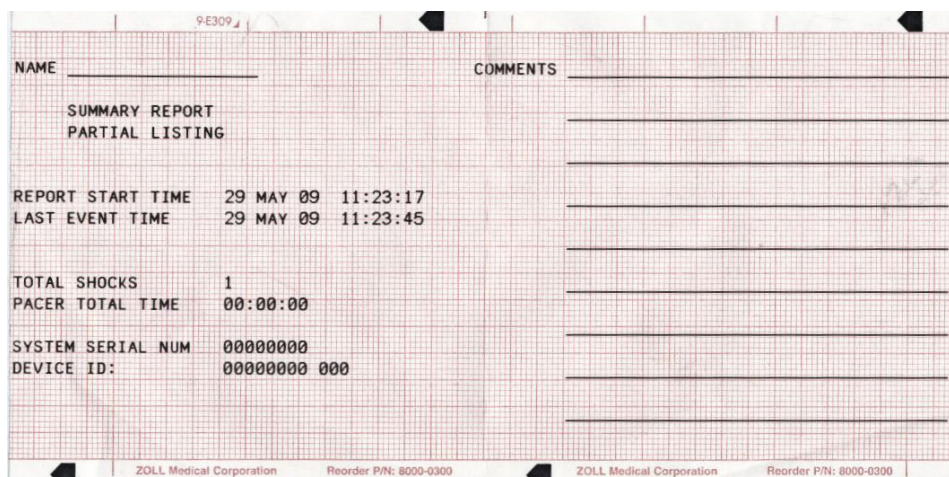 9-E309
NAME
COMMENTS
SUMMARY REPORT
PARTIAL LISTING
REPORT START TIME 29 MAY 09 11:23:17
LAST EVENT TIME 29 MAY 09 11:23:45
TOTAL SHOCKS 1
PACER TOTAL TIME 00:00:00
SYSTEM SERIAL NUM 00000000
DEVICE ID: 00000000 000
ZOLL Medical Corporation Reorder P/N: 8000-0300 ZOLL Medical Corporation Reorder P/N: 8000-0300